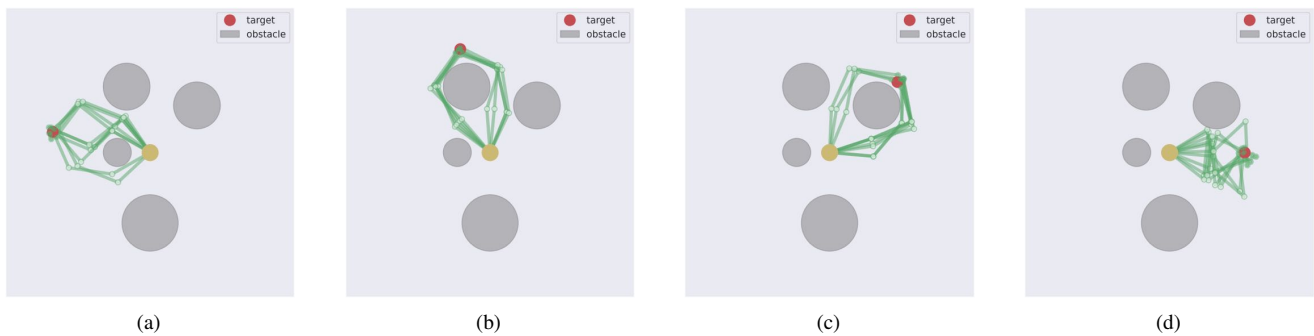 target
obstacle
target
obstacle
target
obstacle
target
obstacle
(a)
(b)
(c)
(d)